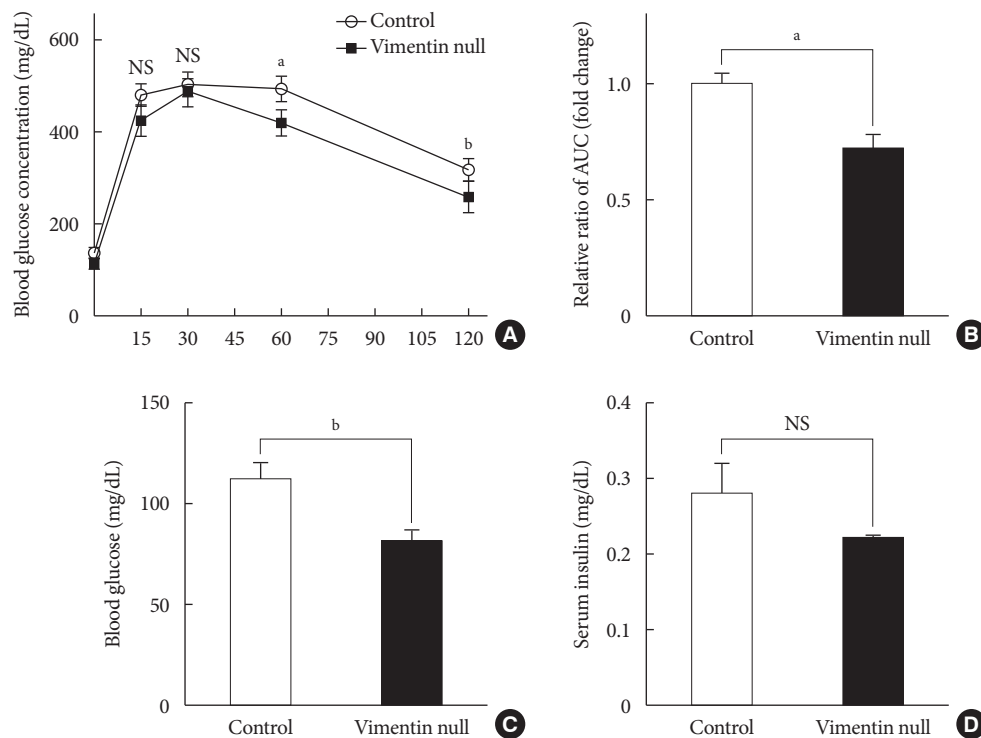 Blood glucose concentration (mg/dL)
600
400
200
0
Control
Vimentin null
NS
NS
a
b
15 30 45 60 75 90 105 120
A
Relative ratio of AUC (fold change)
1.0
0.5
0
a
Control Vimentin null
B
Blood glucose (mg/dL)
150
100
50
0
b
Control Vimentin null
C
Serum insulin (mg/dL)
0.4
0.3
0.2
0.1
0
NS
Control Vimentin null
D